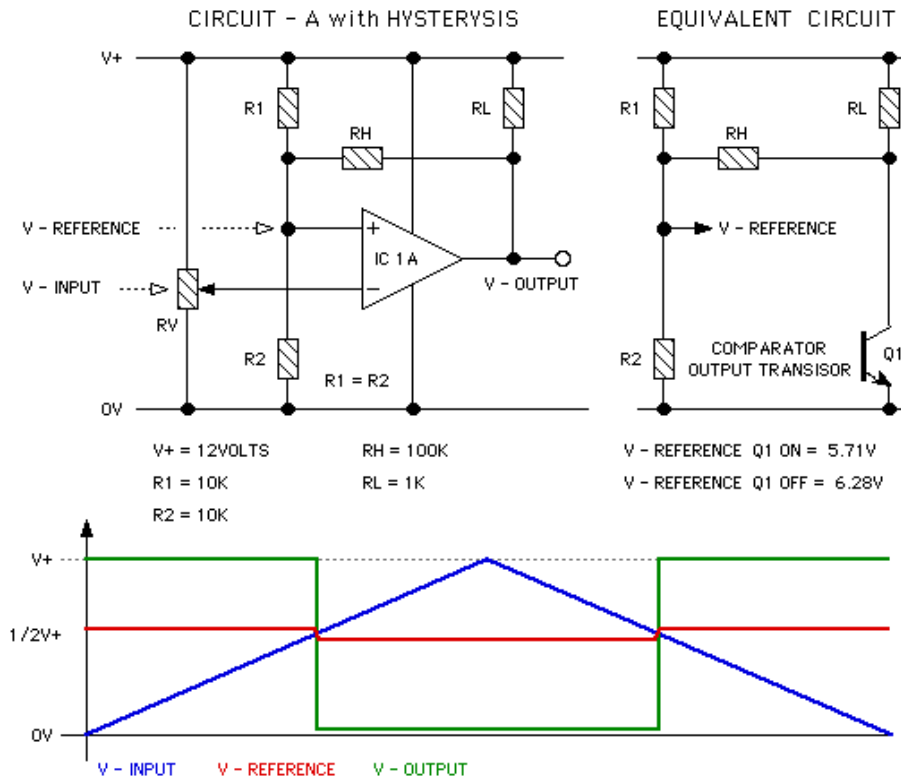 CIRCUIT - A with HYSTERYSIS
EQUIVALENT CIRCUIT
V+
R1
RL
RH
R1
RL
RH
V - REFERENCE
+
V - REFERENCE
IC 1A
V - INPUT
-
V - OUTPUT
RV
R2
R1 = R2
R2
COMPARATOR
OUTPUT TRANSISOR
Q1
0V
V+ = 12VOLTS
RH = 100K
V - REFERENCE Q1 ON = 5.71V
R1 = 10K
RL = 1K
V - REFERENCE Q1 OFF = 6.28V
R2 = 10K
V+
1/2V+
0V
V - INPUT
V - REFERENCE
V - OUTPUT